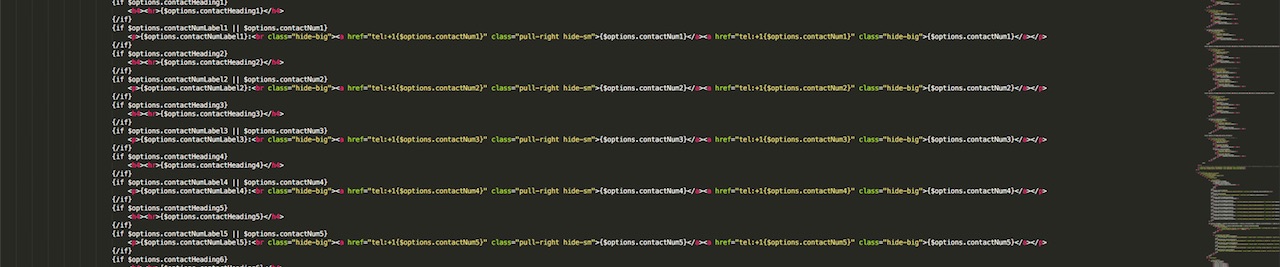 {if $options.contactHeading1}
<h4><hr>{$options.contactHeading1}</h4>
{/if}
{if $options.contactNumLabel1 || $options.contactNum1}
<p>{$options.contactNumLabel1}:<br class="hide-big"><a href="tel:+1{$options.contactNum1}" class="pull-right hide-sm">{$options.contactNum1}</a><a href="tel:+1{$options.contactNum1}" class="hide-big">{$options.contactNum1}</a></p>
{/if}
{if $options.contactHeading2}
<h4><hr>{$options.contactHeading2}</h4>
{/if}
{if $options.contactNumLabel2 || $options.contactNum2}
<p>{$options.contactNumLabel2}:<br class="hide-big"><a href="tel:+1{$options.contactNum2}" class="pull-right hide-sm">{$options.contactNum2}</a><a href="tel:+1{$options.contactNum2}" class="hide-big">{$options.contactNum2}</a></p>
{/if}
{if $options.contactHeading3}
<h4><hr>{$options.contactHeading3}</h4>
{/if}
{if $options.contactNumLabel3 || $options.contactNum3}
<p>{$options.contactNumLabel3}:<br class="hide-big"><a href="tel:+1{$options.contactNum3}" class="pull-right hide-sm">{$options.contactNum3}</a><a href="tel:+1{$options.contactNum3}" class="hide-big">{$options.contactNum3}</a></p>
{/if}
{if $options.contactHeading4}
<h4><hr>{$options.contactHeading4}</h4>
{/if}
{if $options.contactNumLabel4 || $options.contactNum4}
<p>{$options.contactNumLabel4}:<br class="hide-big"><a href="tel:+1{$options.contactNum4}" class="pull-right hide-sm">{$options.contactNum4}</a><a href="tel:+1{$options.contactNum4}" class="hide-big">{$options.contactNum4}</a></p>
{/if}
{if $options.contactHeading5}
<h4><hr>{$options.contactHeading5}</h4>
{/if}
{if $options.contactNumLabel5 || $options.contactNum5}
<p>{$options.contactNumLabel5}:<br class="hide-big"><a href="tel:+1{$options.contactNum5}" class="pull-right hide-sm">{$options.contactNum5}</a><a href="tel:+1{$options.contactNum5}" class="hide-big">{$options.contactNum5}</a></p>
{/if}
{if $options.contactHeading6}